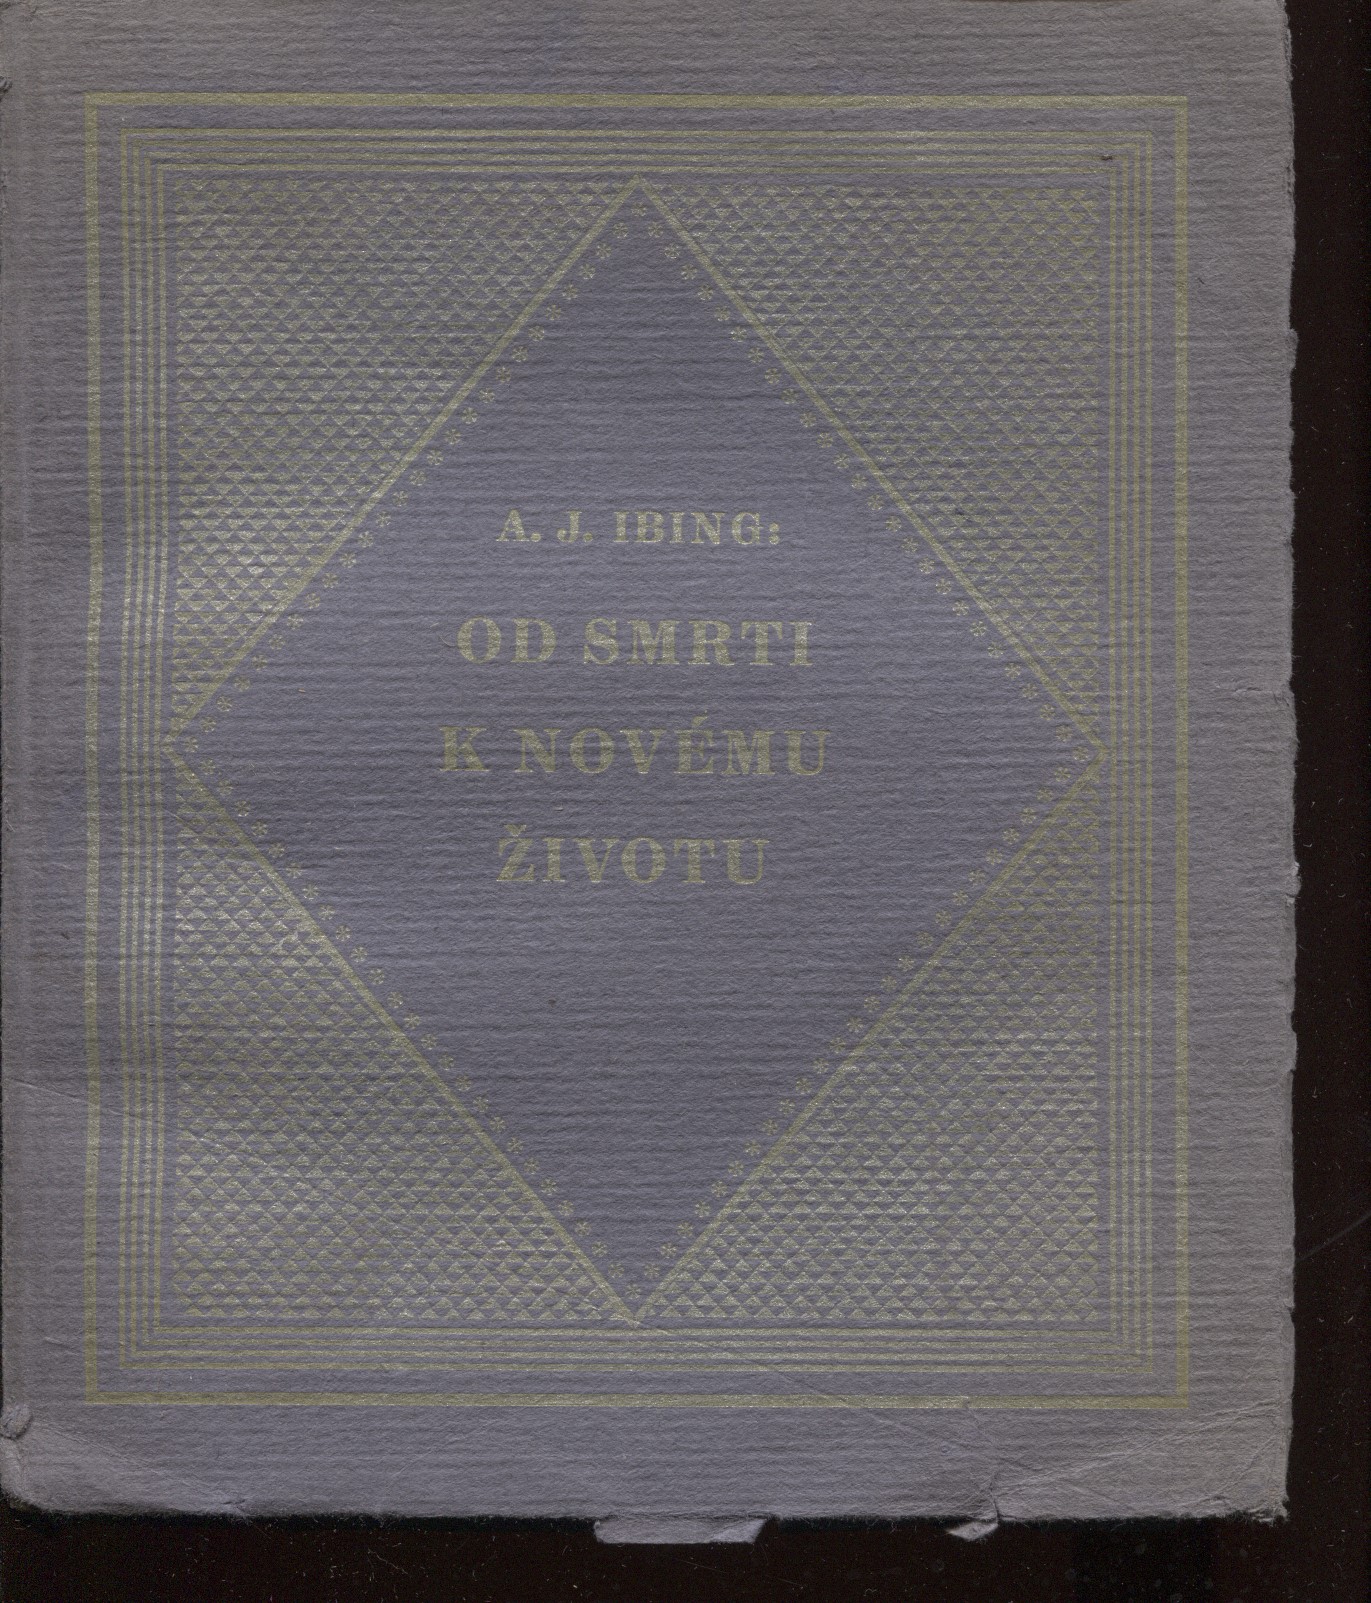 A. J. IBING:
OD SMRTI
K NOVÉMU
ŽIVOTU